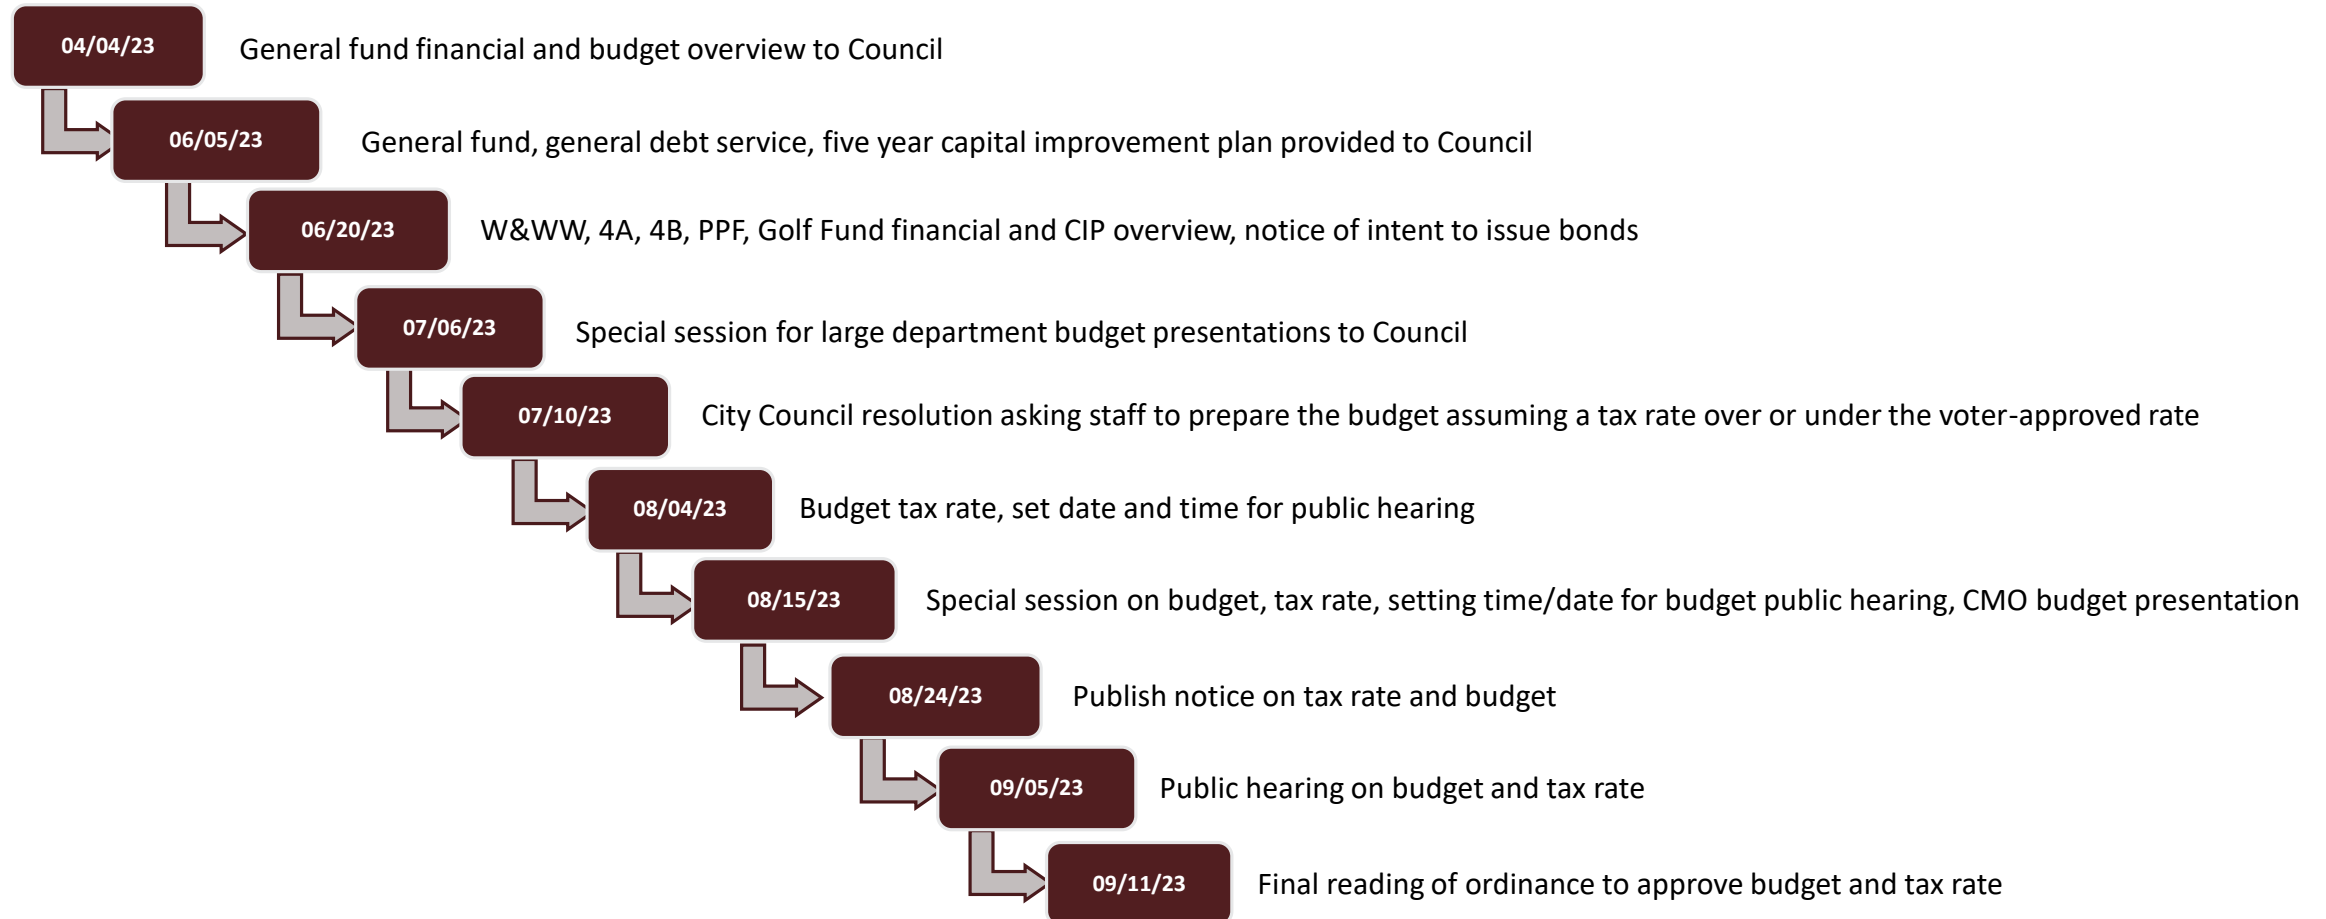 04/04/23 General fund financial and budget overview to Council
06/05/23 General fund, general debt service, five year capital improvement plan provided to Council
06/20/23 W&WW, 4A, 4B, PPF, Golf Fund financial and CIP overview, notice of intent to issue bonds
07/06/23 Special session for large department budget presentations to Council
07/10/23 City Council resolution asking staff to prepare the budget assuming a tax rate over or under the voter-approved rate
08/04/23 Budget tax rate, set date and time for public hearing
08/15/23 Special session on budget, tax rate, setting time/date for budget public hearing, CMO budget presentation
08/24/23 Publish notice on tax rate and budget
09/05/23 Public hearing on budget and tax rate
09/11/23 Final reading of ordinance to approve budget and tax rate